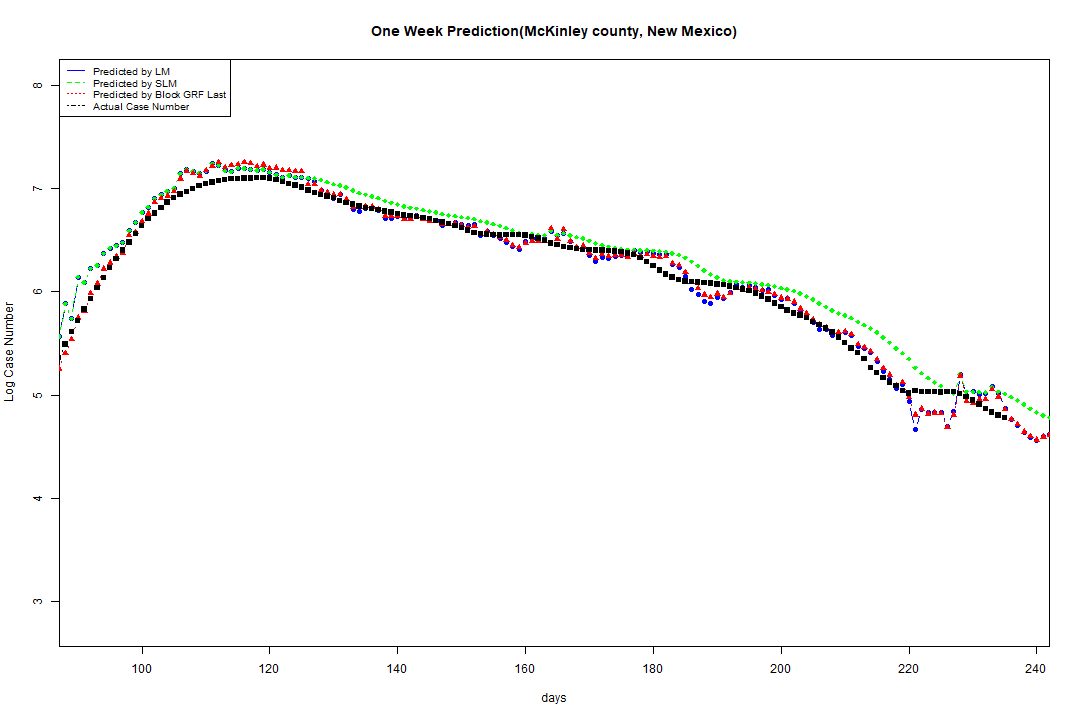 One Week Prediction(McKinley county, New Mexico)
Predicted by LM
Predicted by SLM
Predicted by Block GRF Last
Actual Case Number
8
7
6
5
4
3
Log Case Number
100 120 140 160 180 200 220 240
days